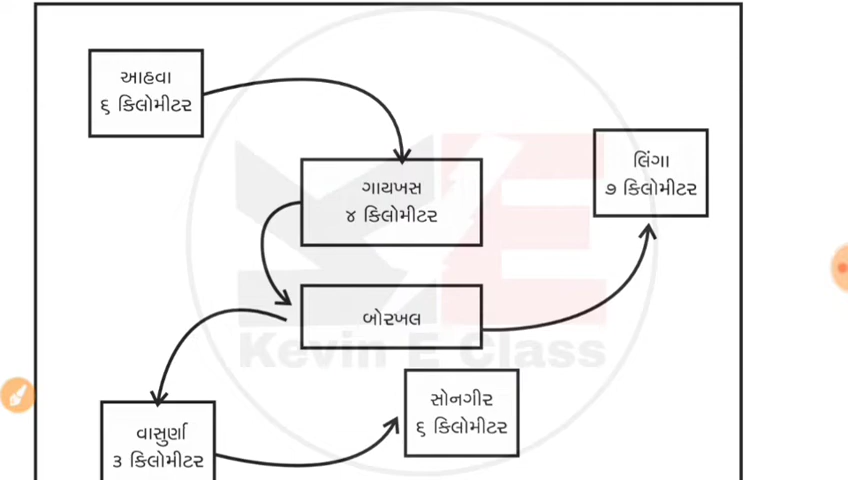 આહવા
૬ કિલોમીટર
ગાયખસ
૪ કિલોમીટર
લિંગા
૭ કિલોમીટર
બોરખલ
Kevin E Class
સોનગીર
૬ કિલોમીટર
વાસુર્ણા
૩ કિલોમીટર